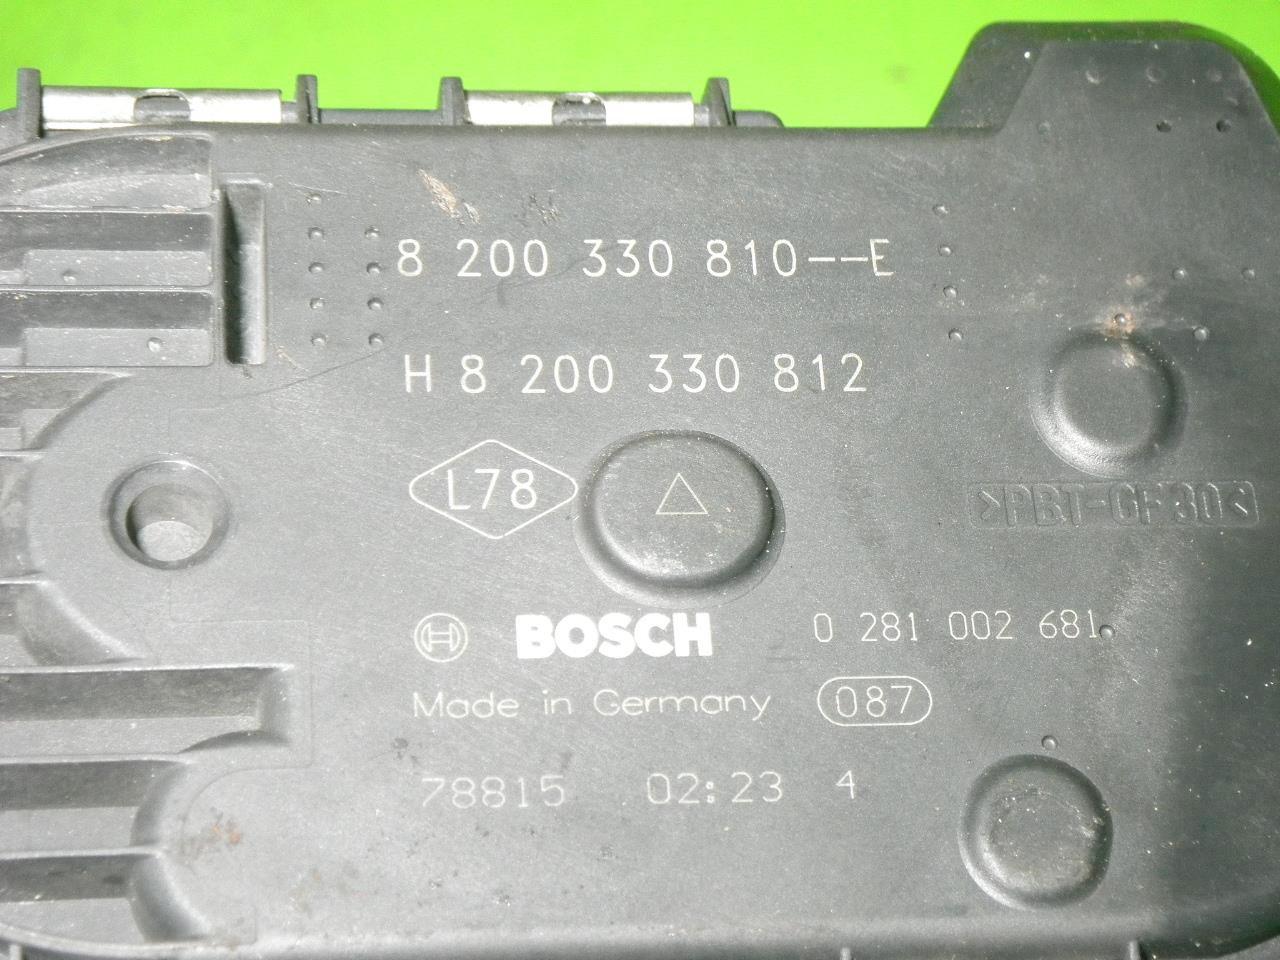 8 200 330 810--E
H 8 200 330 812
L78
>PBT-GF30<
BOSCH 0 281 002 681
Made in Germany 087
78815 02:23 4